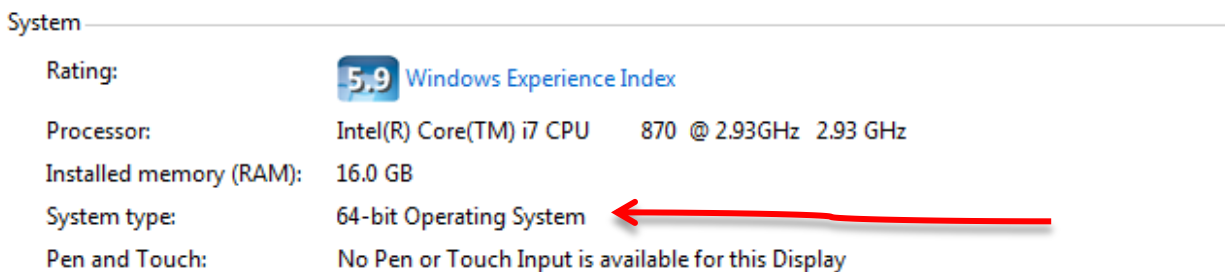 System
Rating: 5.9 Windows Experience Index
Processor: Intel(R) Core(TM) i7 CPU 870 @ 2.93GHz 2.93 GHz
Installed memory (RAM): 16.0 GB
System type: 64-bit Operating System
Pen and Touch: No Pen or Touch Input is available for this Display